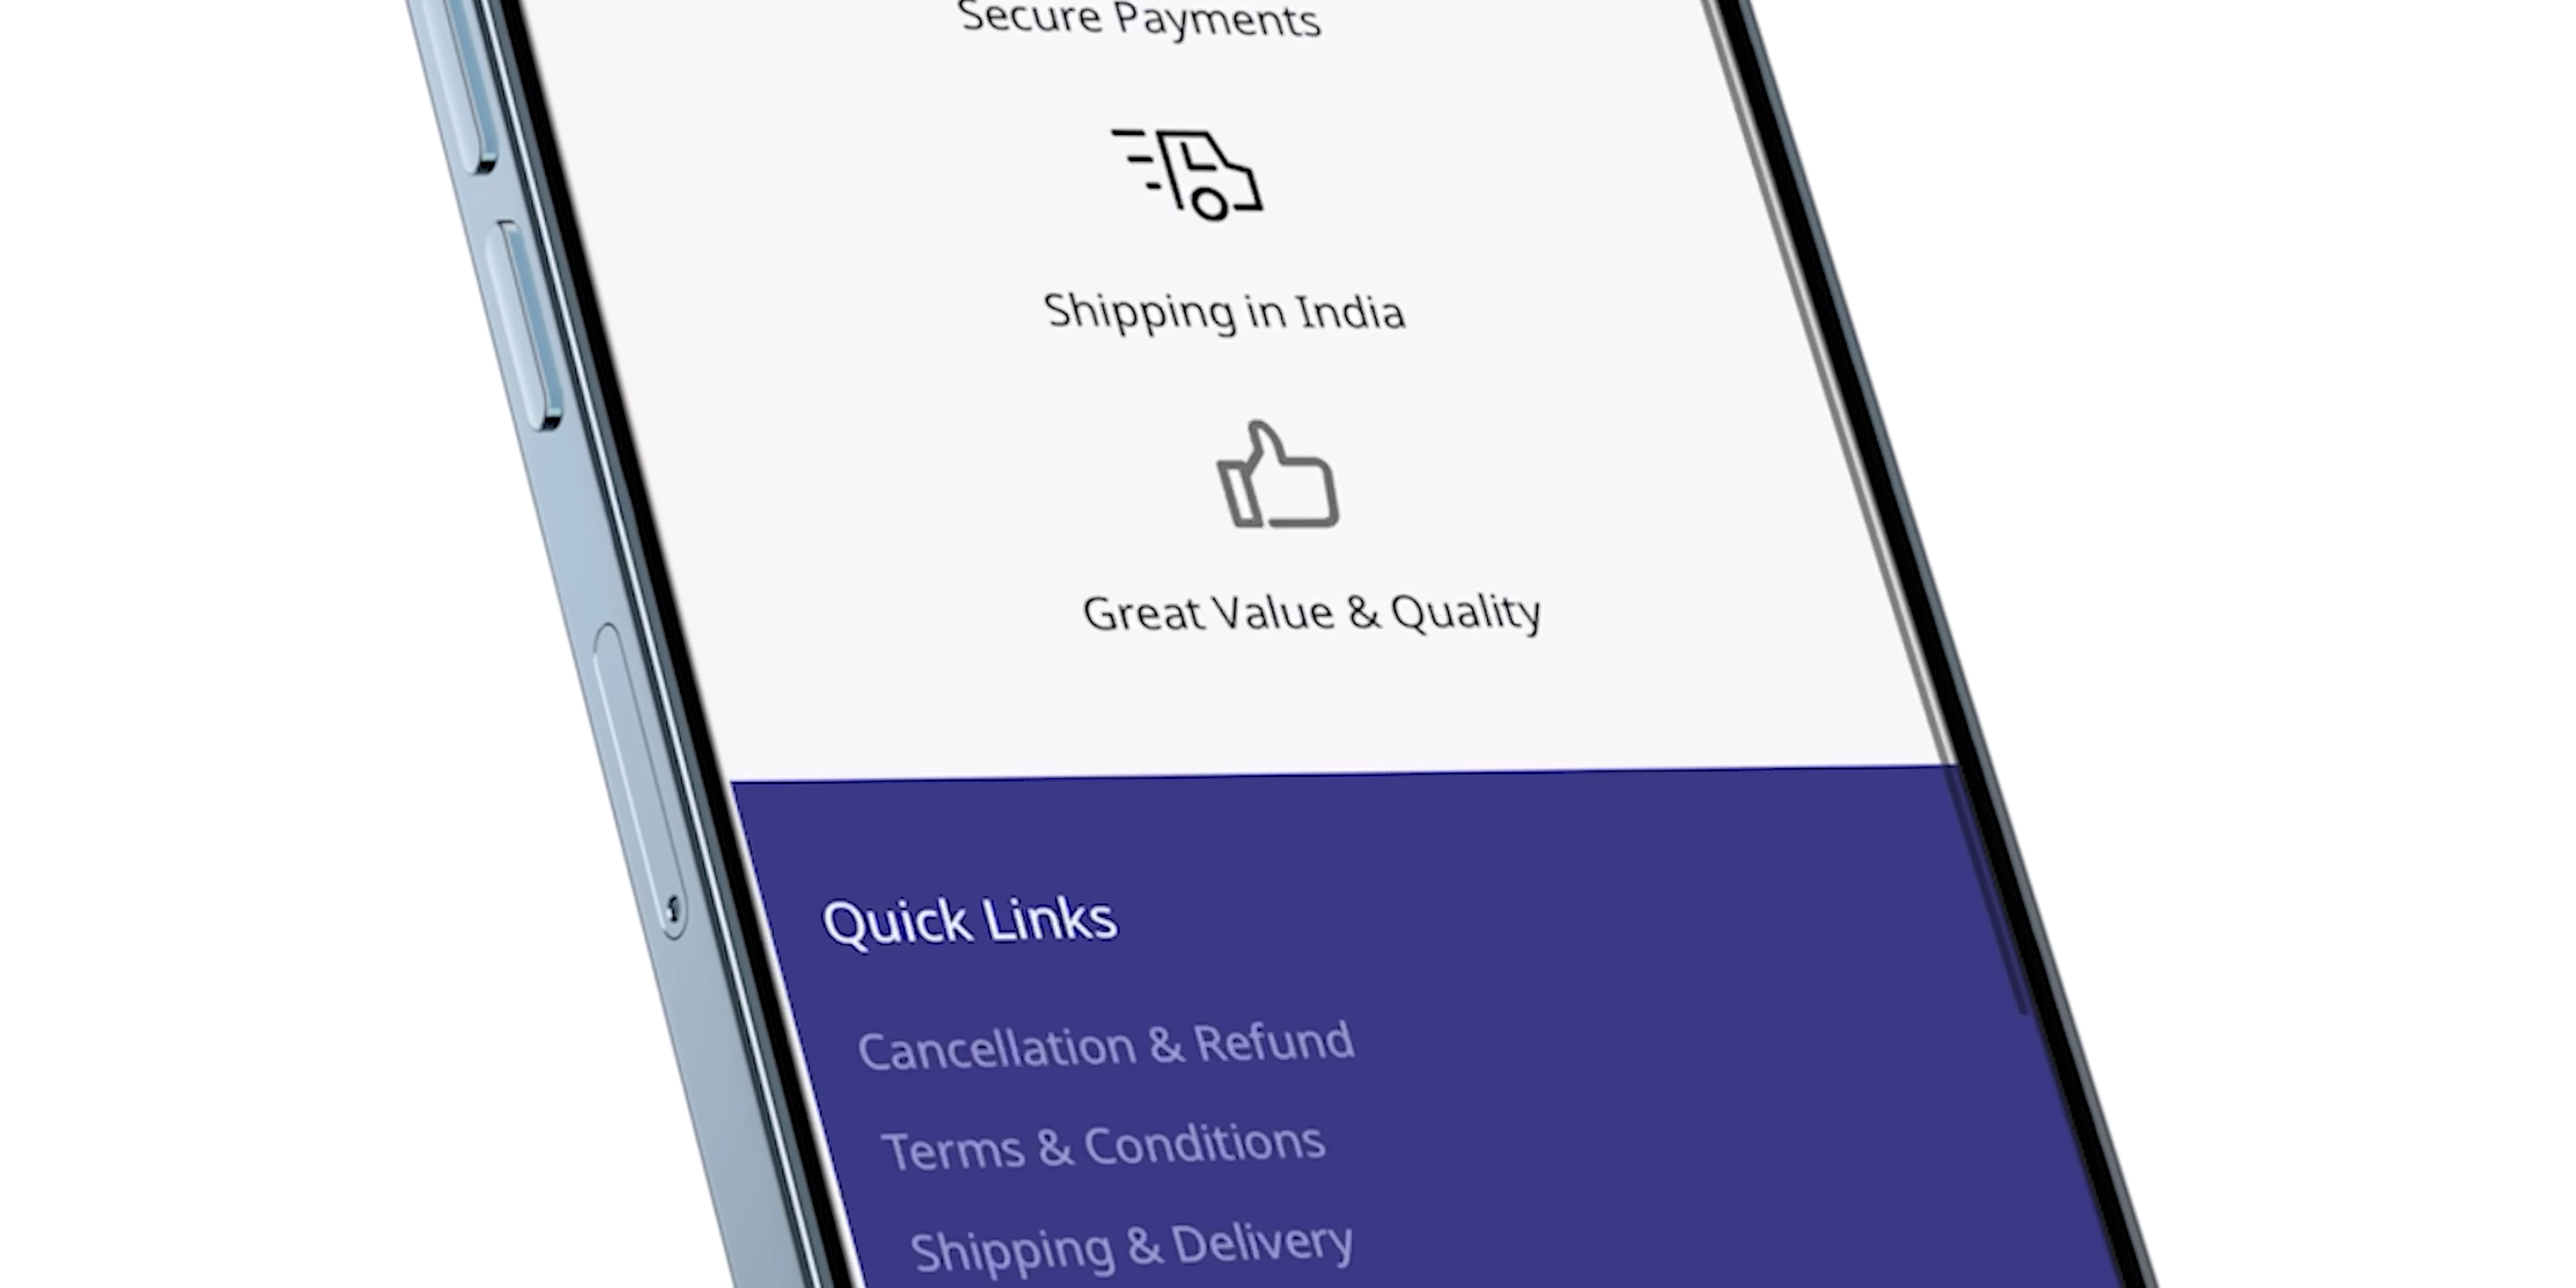 Secure Payments
Shipping in India
Great Value & Quality
Quick Links
Cancellation & Refund
Terms & Conditions
Shipping & Delivery